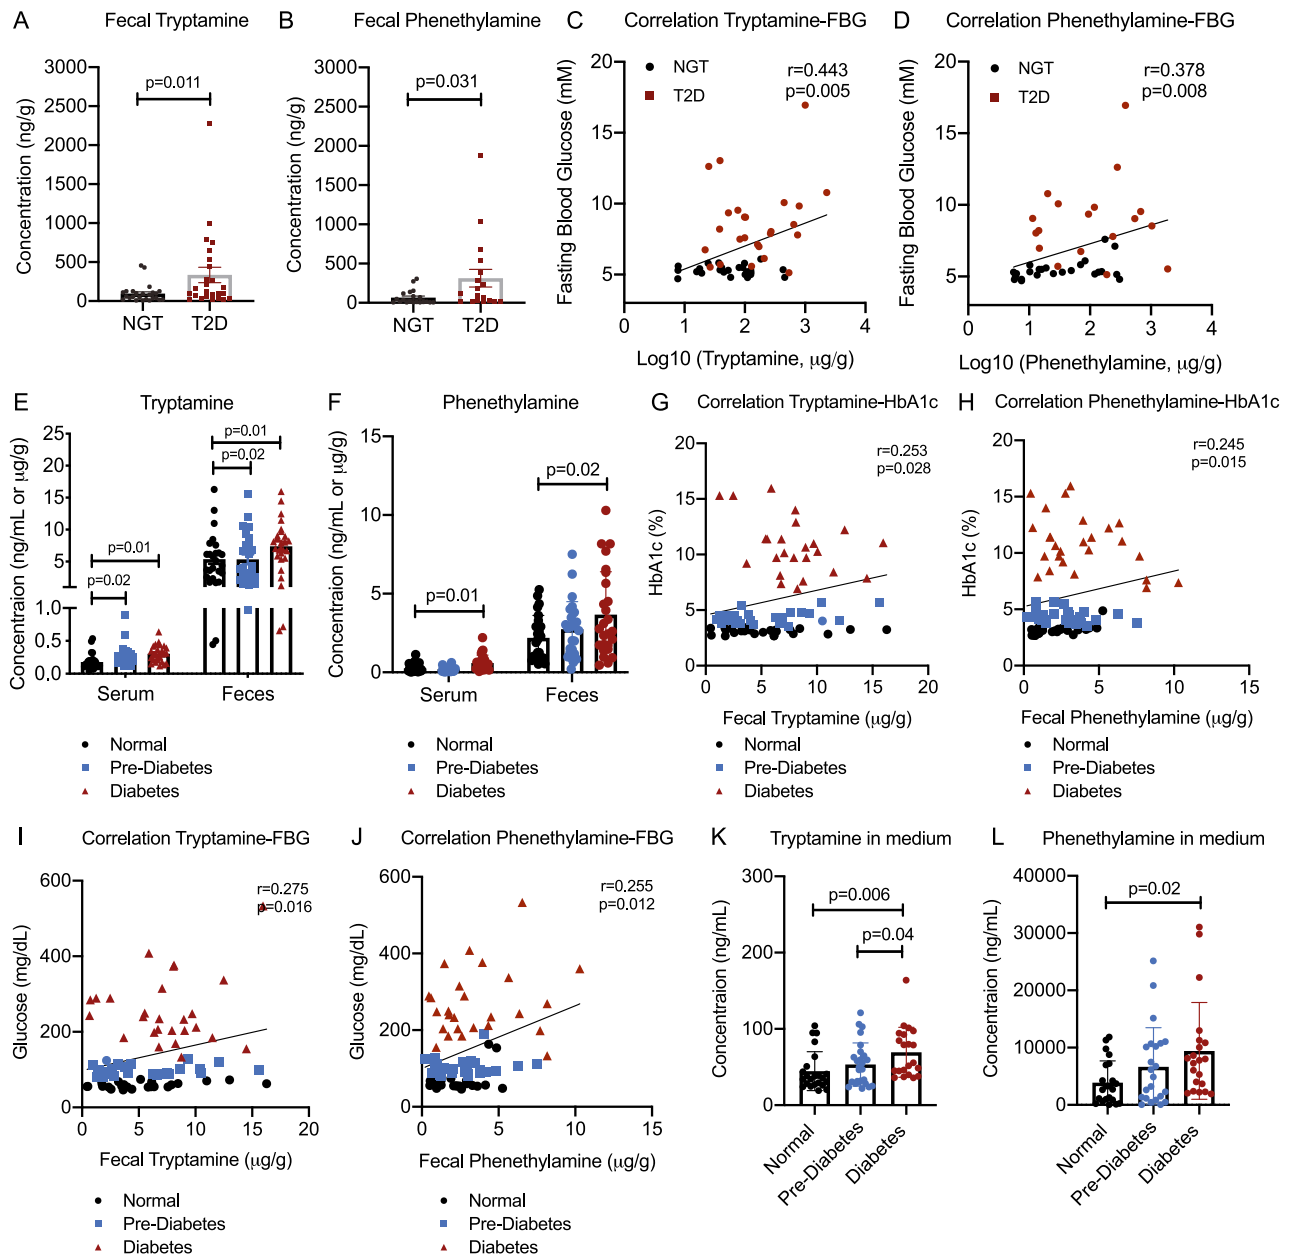 A
Fecal Tryptamine
Concentration (ng/g)
3000
2500
2000
1500
1000
500
0
p=0.011
NGT
T2D
B
Fecal Phenethylamine
Concentration (ng/g)
3000
2500
2000
1500
1000
500
0
p=0.031
NGT
T2D
C
Correlation Tryptamine-FBG
Fasting Blood Glucose (mM)
20
15
10
5
NGT
T2D
r=0.443
p=0.005
0
1
2
3
4
Log10 (Tryptamine, µg/g)
D
Correlation Phenethylamine-FBG
Fasting Blood Glucose (mM)
20
15
10
5
NGT
T2D
r=0.378
p=0.008
0
1
2
3
4
Log10 (Phenethylamine, µg/g)
E
Tryptamine
Concentraion (ng/mL or µg/g)
25
20
15
10
5
1.0
0.5
0.0
p=0.01
p=0.02
p=0.01
p=0.02
Serum
Feces
Normal
Pre-Diabetes
Diabetes
F
Phenethylamine
Concentraion (ng/mL or µg/g)
15
10
5
0
p=0.02
p=0.01
Serum
Feces
Normal
Pre-Diabetes
Diabetes
G
Correlation Tryptamine-HbA1c
HbA1c (%)
20
15
10
5
0
r=0.253
p=0.028
0
5
10
15
20
Fecal Tryptamine (µg/g)
Normal
Pre-Diabetes
Diabetes
H
Correlation Phenethylamine-HbA1c
HbA1c (%)
20
15
10
5
0
r=0.245
p=0.015
0
5
10
15
Fecal Phenethylamine (µg/g)
Normal
Pre-Diabetes
Diabetes
I
Correlation Tryptamine-FBG
Glucose (mg/dL)
600
400
200
0
r=0.275
p=0.016
0
5
10
15
20
Fecal Tryptamine (µg/g)
Normal
Pre-Diabetes
Diabetes
J
Correlation Phenethylamine-FBG
Glucose (mg/dL)
600
400
200
0
r=0.255
p=0.012
0
5
10
15
Fecal Phenethylamine (µg/g)
Normal
Pre-Diabetes
Diabetes
K
Tryptamine in medium
Concentraion (ng/mL)
300
200
100
0
p=0.006
p=0.04
Normal
Pre-Diabetes
Diabetes
L
Phenethylamine in medium
Concentraion (ng/mL)
40000
30000
20000
10000
0
p=0.02
Normal
Pre-Diabetes
Diabetes